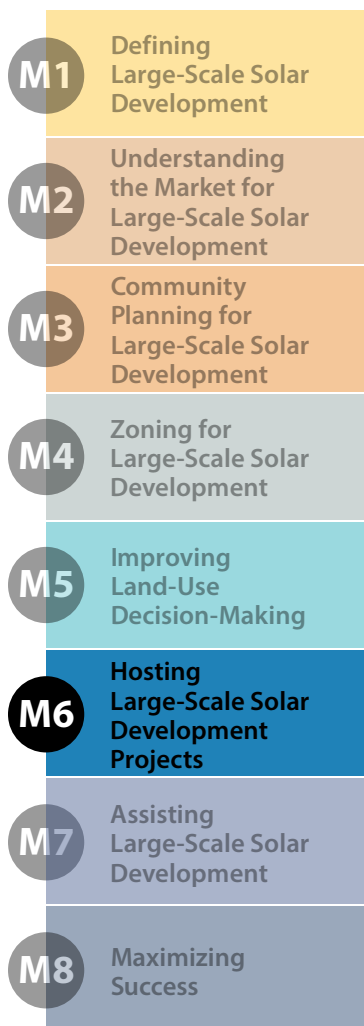 M1
Defining
Large-Scale Solar
Development
M2
Understanding
the Market for
Large-Scale Solar
Development
M3
Community
Planning for
Large-Scale Solar
Development
M4
Zoning for
Large-Scale Solar
Development
M5
Improving
Land-Use
Decision-Making
M6
Hosting
Large-Scale Solar
Development
Projects
M7
Assisting
Large-Scale Solar
Development
M8
Maximizing
Success